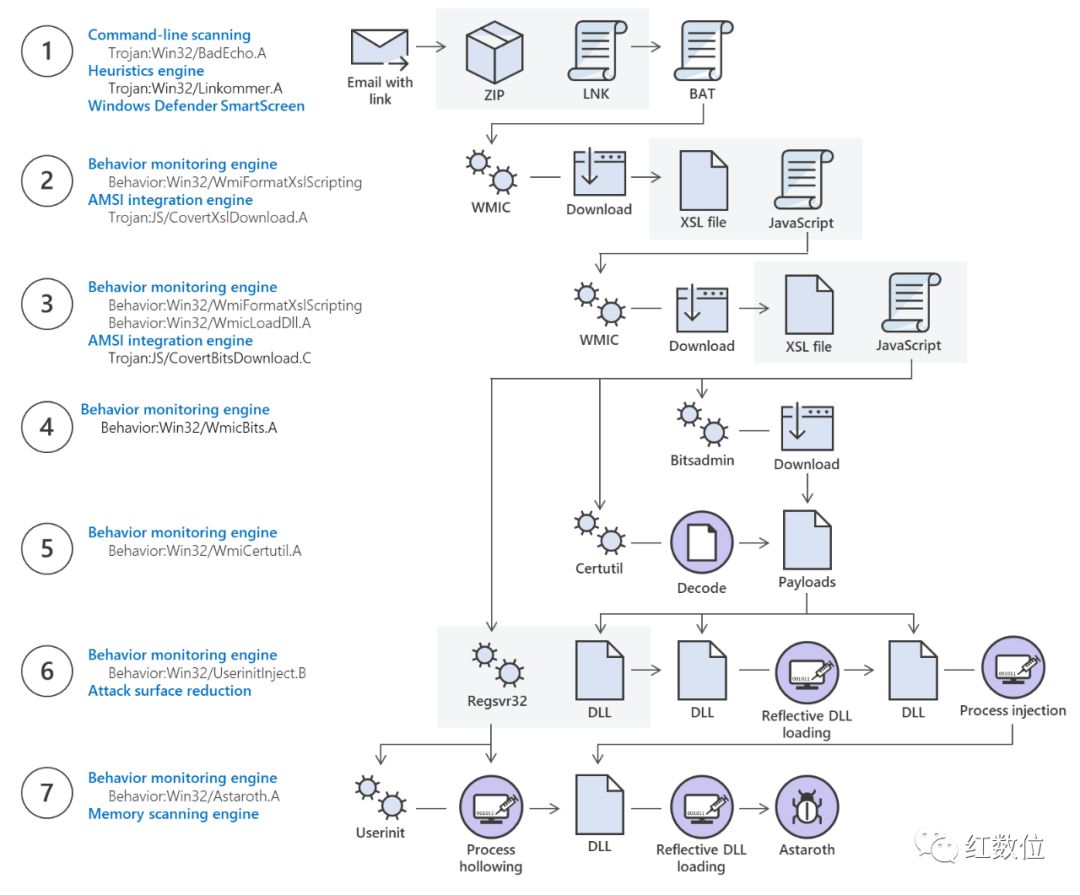 1
Command-line scanning
Trojan:Win32/BadEcho.A
Heuristics engine
Trojan:Win32/Linkommer.A
Windows Defender SmartScreen
Email with
link
ZIP
LNK
BAT
2
Behavior monitoring engine
Behavior:Win32/WmiFormatXslScripting
AMSI integration engine
Trojan:JS/CovertXslDownload.A
WMIC
Download
XSL file
JavaScript
3
Behavior monitoring engine
Behavior:Win32/WmiFormatXslScripting
Behavior:Win32/WmicLoadDll.A
AMSI integration engine
Trojan:JS/CovertBitsDownload.C
WMIC
Download
XSL file
JavaScript
4
Behavior monitoring engine
Behavior:Win32/WmicBits.A
Bitsadmin
Download
5
Behavior monitoring engine
Behavior:Win32/WmiCertutil.A
Certutil
Decode
Payloads
6
Behavior monitoring engine
Behavior:Win32/UserinitInject.B
Attack surface reduction
Regsvr32
DLL
DLL
001011
Reflective DLL
loading
DLL
001011
Process injection
7
Behavior monitoring engine
Behavior:Win32/Astaroth.A
Memory scanning engine
Userinit
001011
Process
hollowing
DLL
001011
Reflective DLL
loading
Astaroth
红数位